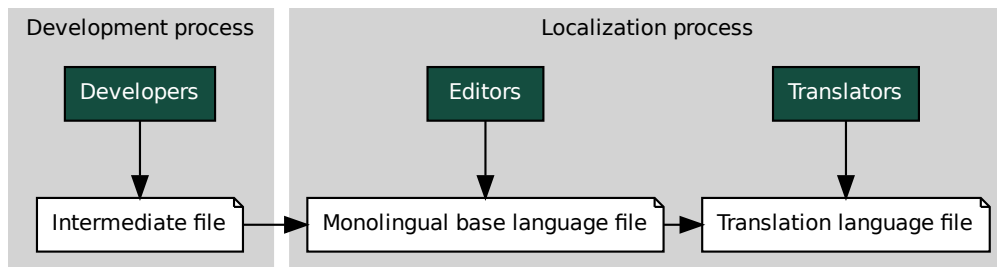 Development process
Localization process
Developers
Editors
Translators
Intermediate file
Monolingual base language file
Translation language file